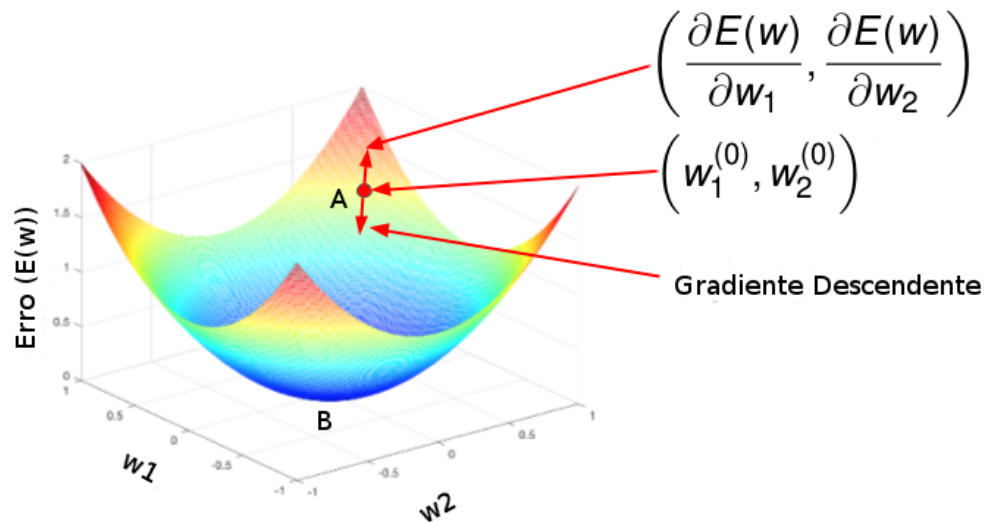 ( ∂E(w)/∂w₁ , ∂E(w)/∂w₂ )
( w₁⁽⁰⁾ , w₂⁽⁰⁾ )
Gradiente Descendente
A
B
Erro (E(w))
2
1.5
1
0.5
0
1
0.5
0
-0.5
-1
w1
-1
-0.5
0
0.5
1
w2